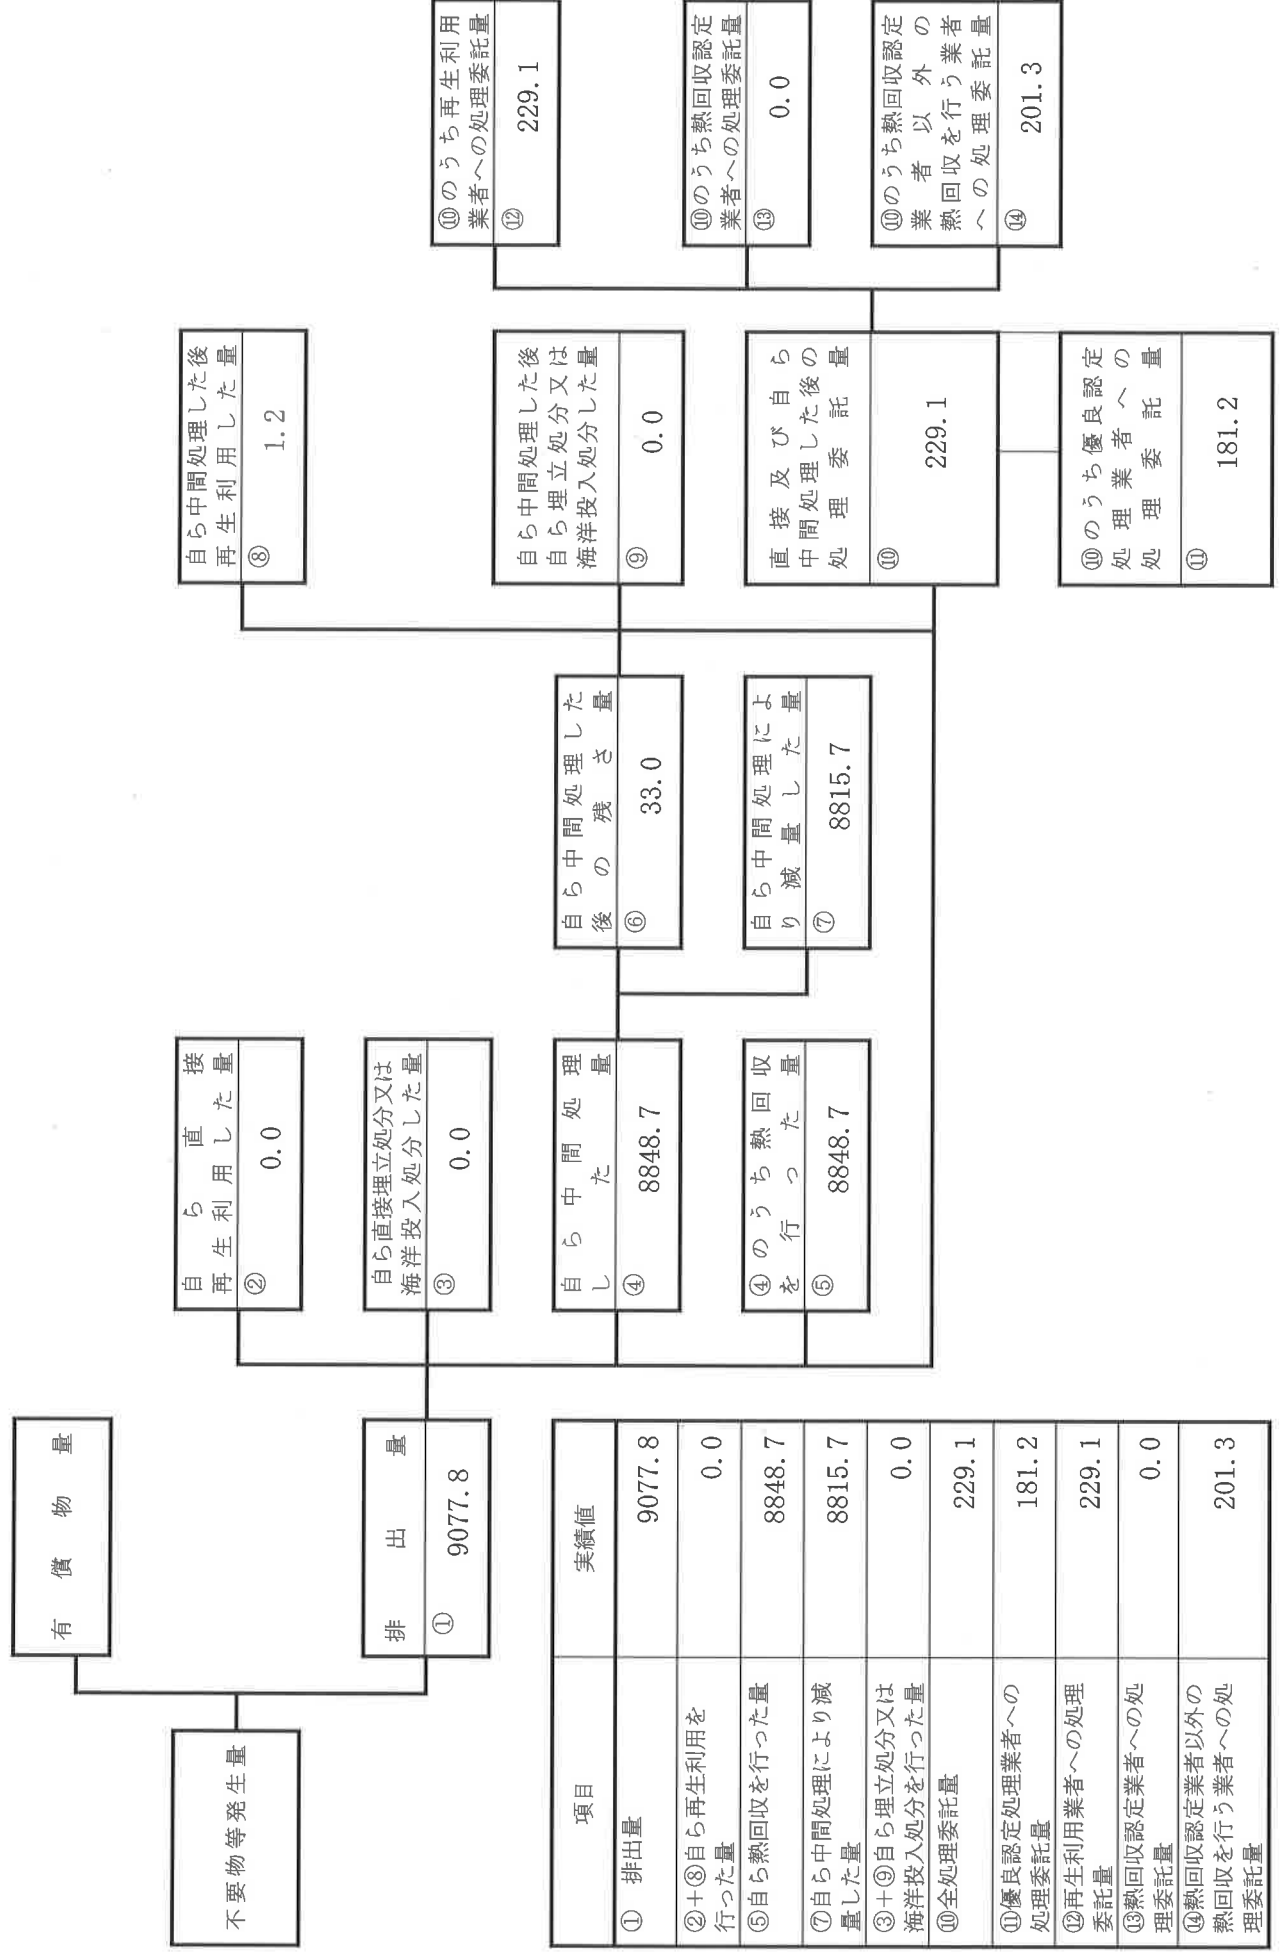 不要物等発生量
有償物量
排出量
① 9077.8
自ら直接
再生利用した量
② 0.0
自ら直接埋立処分又は
海洋投入処分した量
③ 0.0
自ら中間処理
した量
④ 8848.7
④のうち熱回収
を行った量
⑤ 8848.7
自ら中間処理した
後の残さ量
⑥ 33.0
自ら中間処理によ
り減量した量
⑦ 8815.7
自ら中間処理した後
再生利用した量
⑧ 1.2
自ら中間処理した後
自ら埋立処分又は
海洋投入処分した量
⑨ 0.0
直接及び自ら
中間処理した後の
処理委託量
⑩ 229.1
⑩のうち優良認定
処理業者への
処理委託量
⑪ 181.2
⑩のうち再生利用
業者への処理委託量
⑫ 229.1
⑩のうち熱回収認定
業者への処理委託量
⑬ 0.0
⑩のうち熱回収認定
業者以外の
熱回収を行う業者
への処理委託量
⑭ 201.3
項目 実績値
① 排出量 9077.8
②+⑧自ら再生利用を
行った量 0.0
⑤自ら熱回収を行った量 8848.7
⑦自ら中間処理により減
量した量 8815.7
③+⑨自ら埋立処分又は
海洋投入処分を行った量 0.0
⑩全処理委託量 229.1
⑪優良認定処理業者への
処理委託量 181.2
⑫再生利用業者への処理
委託量 229.1
⑬熱回収認定業者への処
理委託量 0.0
⑭熱回収認定業者以外の
熱回収を行う業者への処
理委託量 201.3